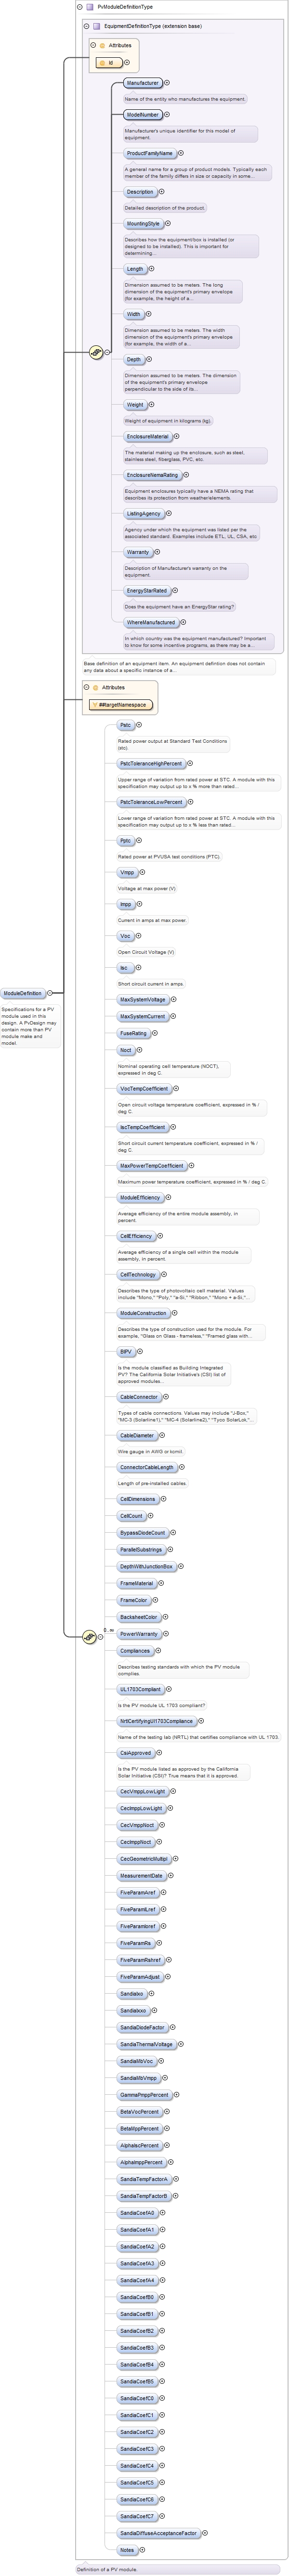 PvModuleDefinitionType
EquipmentDefinitionType (extension base)
Attributes
id
Manufacturer
Name of the entity who manufactures the equipment.
ModelNumber
Manufacturer's unique identifier for this model of
equipment.
ProductFamilyName
A general name for a group of product models. Typically each
member of the family differs in size or capacity in some...
Description
Detailed description of the product.
MountingStyle
Describes how the equipment/box is installed (or
designed to be installed). This is important for
determining...
Length
Dimension assumed to be meters. The long
dimension of the equipment's primary envelope
(for example, the height of a...
Width
Dimension assumed to be meters. The width
dimension of the equipment's primary envelope
(for example, the width of a...
Depth
Dimension assumed to be meters. The dimension
of the equipment's primary envelope
perpendicular to the side of its...
Weight
Weight of equipment in kilograms (kg).
EnclosureMaterial
The material making up the enclosure, such as steel,
stainless steel, fiberglass, PVC, etc.
EnclosureNemaRating
Equipment enclosures typically have a NEMA rating that
describes its protection from weather/elements.
ListingAgency
Agency under which the equipment was listed per the
associated standard. Examples include ETL, UL, CSA, etc.
Warranty
Description of Manufacturer's warranty on the
equipment.
EnergyStarRated
Does the equipment have an EnergyStar rating?
WhereManufactured
In which country was the equipment manufactured? Important
to know for some incentive programs, as there may be a...
Base definition of an equipment item. An equipment definition does not contain
any data about a specific instance of a...
Attributes
##targetNamespace
Pstc
Rated power output at Standard Test Conditions
(stc).
PstcToleranceHighPercent
Upper range of variation from rated power at STC. A module with this
specification may output up to x % more than rated...
PstcToleranceLowPercent
Lower range of variation from rated power at STC. A module with this
specification may output up to x % less than rated...
Pptc
Rated power at PVUSA test conditions (PTC).
Vmpp
Voltage at max power (V)
Impp
Current in amps at max power.
Voc
Open Circuit Voltage (V)
Isc
Short circuit current in amps.
MaxSystemVoltage
MaxSystemCurrent
FuseRating
Noct
Nominal operating cell temperature (NOCT),
expressed in deg C.
VocTempCoefficient
Open circuit voltage temperature coefficient, expressed in % /
deg C.
IscTempCoefficient
Short circuit current temperature coefficient, expressed in % /
deg C.
MaxPowerTempCoefficient
Maximum power temperature coefficient, expressed in % / deg C.
ModuleEfficiency
Average efficiency of the entire module assembly, in
percent.
CellEfficiency
Average efficiency of a single cell within the module
assembly, in percent.
CellTechnology
Describes the type of photovoltaic cell material. Values
include "Mono," "Poly," "a-Si," "Ribbon," "Mono + a-Si,"...
ModuleConstruction
Describes the type of construction used for the module. For
example, "Glass on Glass - frameless," "Framed glass with...
BIPV
Is the module classified as Building Integrated
PV? The California Solar Initiative's (CSI) list of
approved modules...
ModuleDefinition
Specifications for a PV
module used in this
design. A PvDesign may
contain more than PV
module make and
model.
CableConnector
Types of cable connections. Values may include "J-Box,"
"MC-3 (Solarline1)," "MC-4 (Solarline2)," "Tyco SolarLok,"...
CableDiameter
Wire gauge in AWG or kcmil.
ConnectorCableLength
Length of pre-installed cables.
CellDimensions
CellCount
BypassDiodeCount
ParallelSubstrings
DepthWithJunctionBox
FrameMaterial
FrameColor
BacksheetColor
0..∞
PowerWarranty
Compliances
Describes testing standards with which the PV module
complies.
UL1703Compliant
Is the PV module UL 1703 compliant?
NrtlCertifyingUl1703Compliance
Name of the testing lab (NRTL) that certifies compliance with UL 1703.
CsiApproved
Is the PV module listed as approved by the California
Solar Initiative (CSI)? True means that it is approved.
CecVmppLowLight
CecImppLowLight
CecVmppNoct
CecImppNoct
CecGeometricMultipl
MeasurementDate
FiveParamAref
FiveParamILref
FiveParamIoref
FiveParamRs
FiveParamRshref
FiveParamAdjust
SandiaIxo
SandiaIxxo
SandiaDiodeFactor
SandiaThermalVoltage
SandiaMbVoc
SandiaMbVmpp
GammaPmppPercent
BetaVocPercent
BetaMppPercent
AlphaIscPercent
AlphaImppPercent
SandiaTempFactorA
SandiaTempFactorB
SandiaCoefA0
SandiaCoefA1
SandiaCoefA2
SandiaCoefA3
SandiaCoefA4
SandiaCoefB0
SandiaCoefB1
SandiaCoefB2
SandiaCoefB3
SandiaCoefB4
SandiaCoefB5
SandiaCoefC0
SandiaCoefC1
SandiaCoefC2
SandiaCoefC3
SandiaCoefC4
SandiaCoefC5
SandiaCoefC6
SandiaCoefC7
SandiaDiffuseAcceptanceFactor
Notes
Definition of a PV module.